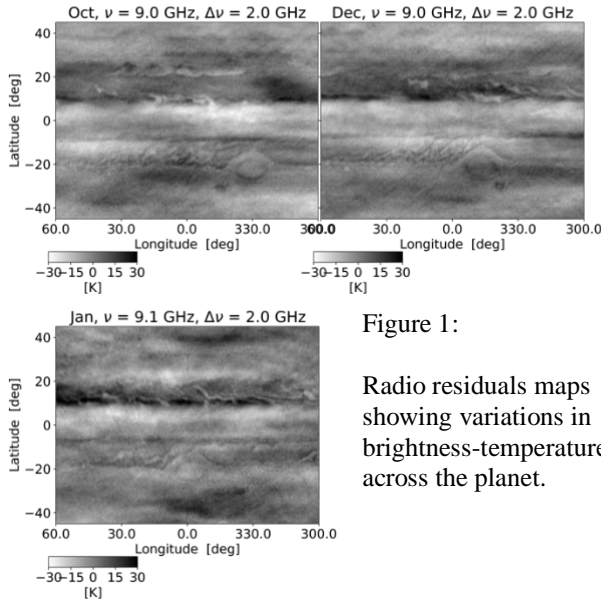 Oct, ν = 9.0 GHz, Δν = 2.0 GHz
Dec, ν = 9.0 GHz, Δν = 2.0 GHz
40
20
0
−20
−40
Latitude [deg]
Latitude [deg]
60.0 30.0 0.0 330.0
30.0 0.0 330.0 300.0
Longitude [deg]
Longitude [deg]
−30−15 0 15 30
−30−15 0 15 30
[K]
[K]
Jan, ν = 9.1 GHz, Δν = 2.0 GHz
40
20
0
−20
−40
Latitude [deg]
60.0 30.0 0.0 330.0 300.0
Longitude [deg]
−30−15 0 15 30
[K]
Figure 1:
Radio residuals maps
showing variations in
brightness-temperature
across the planet.